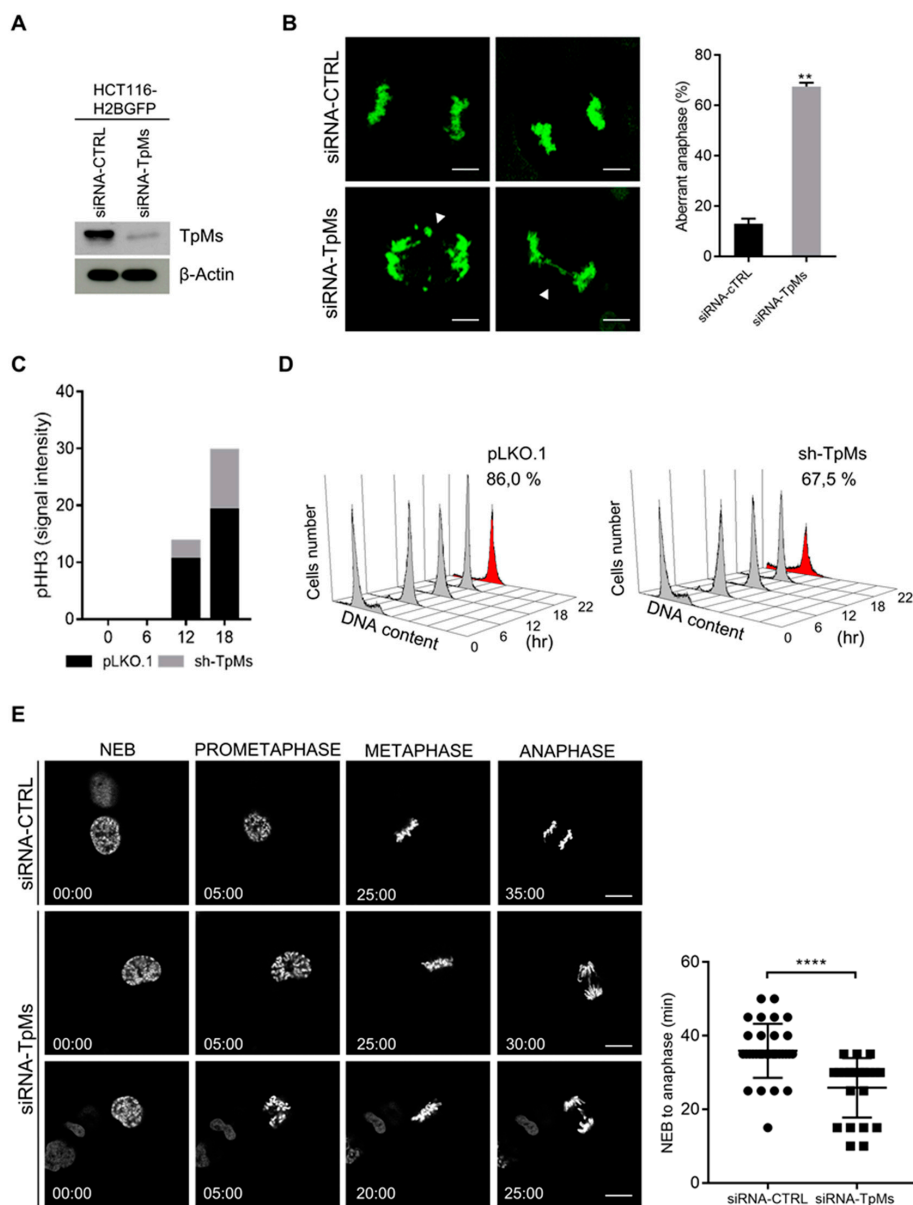 A
HCT116-
H2BGFP
siRNA-CTRL
siRNA-TpMs
TpMs
β-Actin
B
siRNA-CTRL
siRNA-TpMs
Aberrant anaphase (%)
80
60
40
20
0
**
siRNA-cTRL
siRNA-TpMs
C
pHH3 (signal intensity)
40
30
20
10
0
0 6 12 18
pLKO.1 sh-TpMs
D
pLKO.1
86,0 %
Cells number
DNA content
0 6 12 18 22
(hr)
sh-TpMs
67,5 %
Cells number
DNA content
0 6 12 18 22
(hr)
E
NEB PROMETAPHASE METAPHASE ANAPHASE
siRNA-CTRL
00:00 05:00 25:00 35:00
siRNA-TpMs
00:00 05:00 25:00 30:00
00:00 05:00 20:00 25:00
NEB to anaphase (min)
60
40
20
0
****
siRNA-CTRL siRNA-TpMs